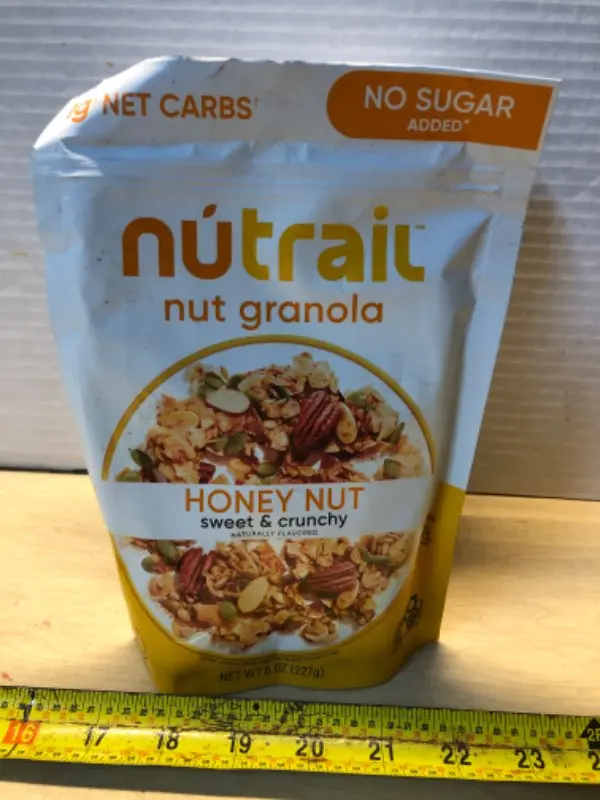 NET CARBS†
NO SUGAR
ADDED*
nútrail™
nut granola
HONEY NUT
sweet & crunchy
NATURALLY FLAVORED
NET WT 8 OZ (227g)
16 17 18 19 20 21 22 23